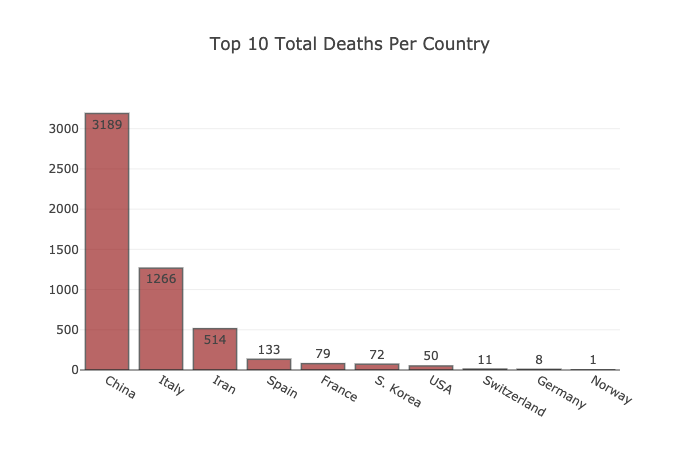 Top 10 Total Deaths Per Country
3000
2500
2000
1500
1000
500
0
3189
1266
514
133
79
72
50
11
8
1
China
Italy
Iran
Spain
France
S. Korea
USA
Switzerland
Germany
Norway